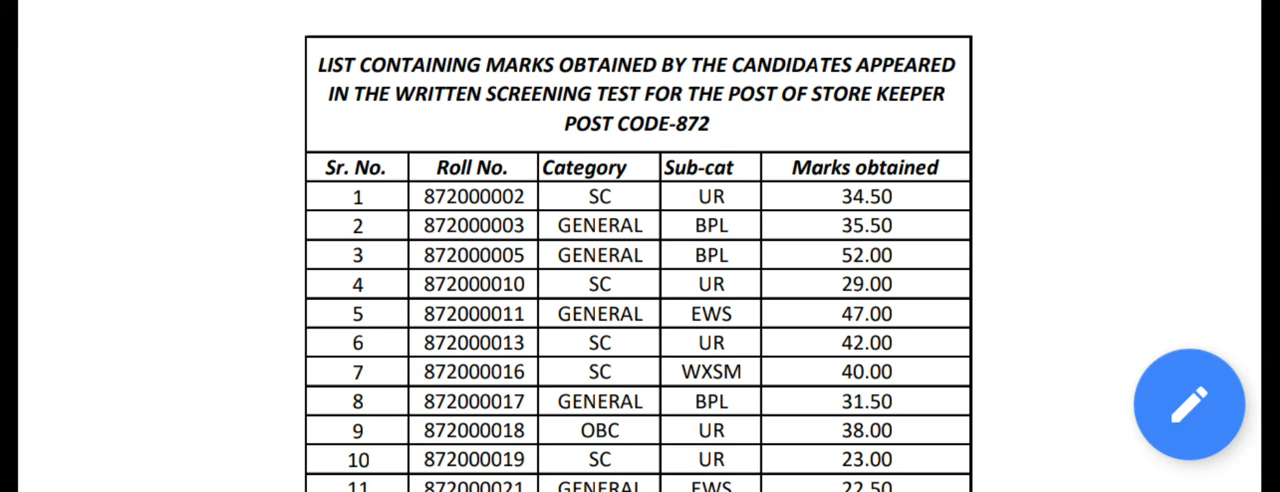 LIST CONTAINING MARKS OBTAINED BY THE CANDIDATES APPEARED
IN THE WRITTEN SCREENING TEST FOR THE POST OF STORE KEEPER
POST CODE-872
Sr. No. Roll No. Category Sub-cat Marks obtained
1 872000002 SC UR 34.50
2 872000003 GENERAL BPL 35.50
3 872000005 GENERAL BPL 52.00
4 872000010 SC UR 29.00
5 872000011 GENERAL EWS 47.00
6 872000013 SC UR 42.00
7 872000016 SC WXSM 40.00
8 872000017 GENERAL BPL 31.50
9 872000018 OBC UR 38.00
10 872000019 SC UR 23.00
11 872000021 GENERAL EWS 22.50